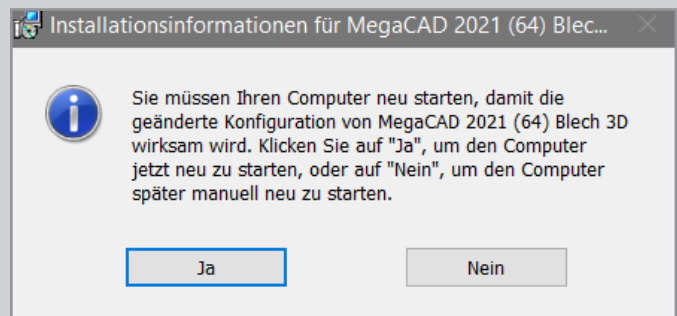 Installationsinformationen für MegaCAD 2021 (64) Blec...
Sie müssen Ihren Computer neu starten, damit die
geänderte Konfiguration von MegaCAD 2021 (64) Blech 3D
wirksam wird. Klicken Sie auf "Ja", um den Computer
jetzt neu zu starten, oder auf "Nein", um den Computer
später manuell neu zu starten.
Ja
Nein